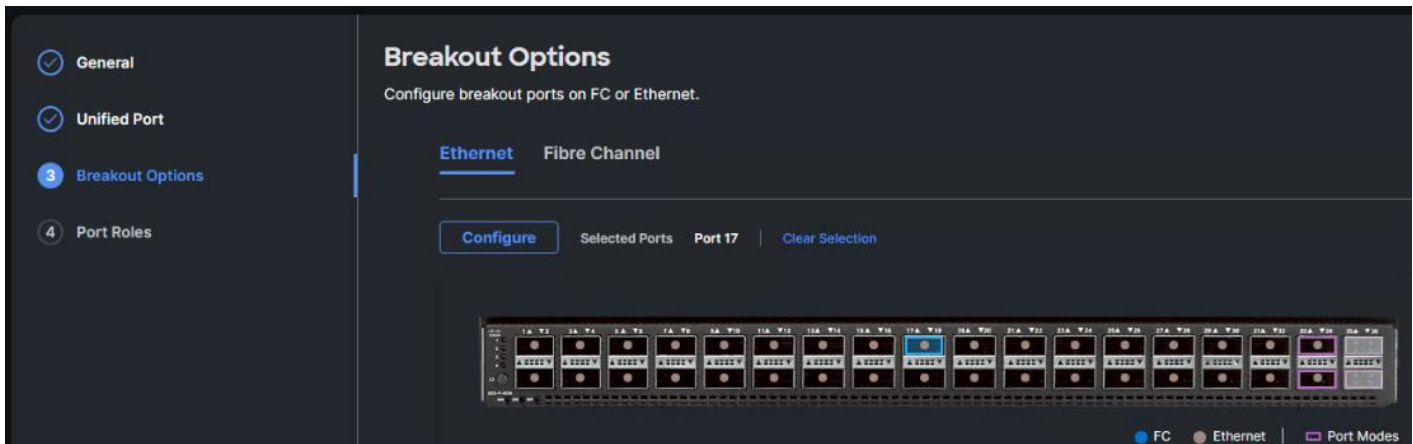 General
Unified Port
3 Breakout Options
4 Port Roles
Breakout Options
Configure breakout ports on FC or Ethernet.
Ethernet Fibre Channel
Configure Selected Ports Port 17 | Clear Selection
FC Ethernet | Port Modes